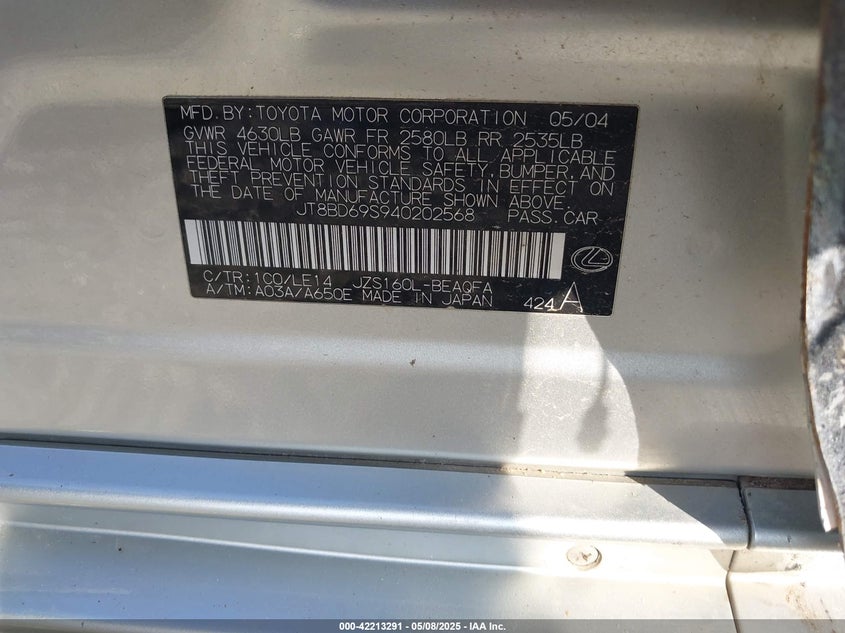 MFD. BY: TOYOTA MOTOR CORPORATION 05/04
GVWR 4630LB GAWR FR 2580LB RR 2535LB
THIS VEHICLE CONFORMS TO ALL APPLICABLE
FEDERAL MOTOR VEHICLE SAFETY, BUMPER, AND
THEFT PREVENTION STANDARDS IN EFFECT ON
THE DATE OF MANUFACTURE SHOWN ABOVE.
JT8BD69S940202568 PASS. CAR
C/TR: 1C0/LE14 JZS160L-BEAQFA
A/TM: A03A/A650E MADE IN JAPAN 424 A
000-42213291 | 05/08/2025 - IAA Inc.